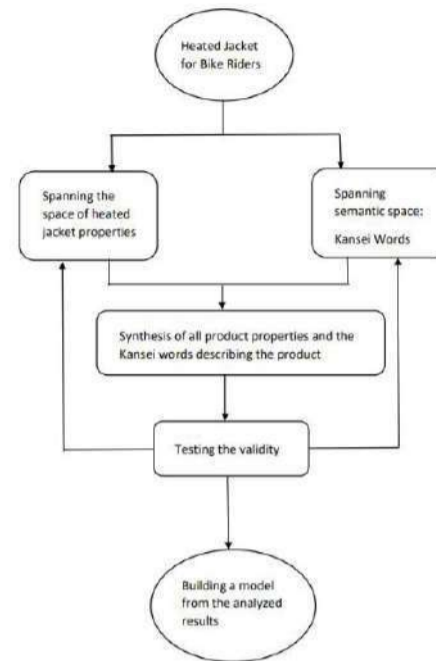 Heated Jacket
for Bike Riders
Spanning the
space of heated
jacket properties
Spanning
semantic space:
Kansei Words
Synthesis of all product properties and the
Kansei words describing the product
Testing the validity
Building a model
from the analyzed
results